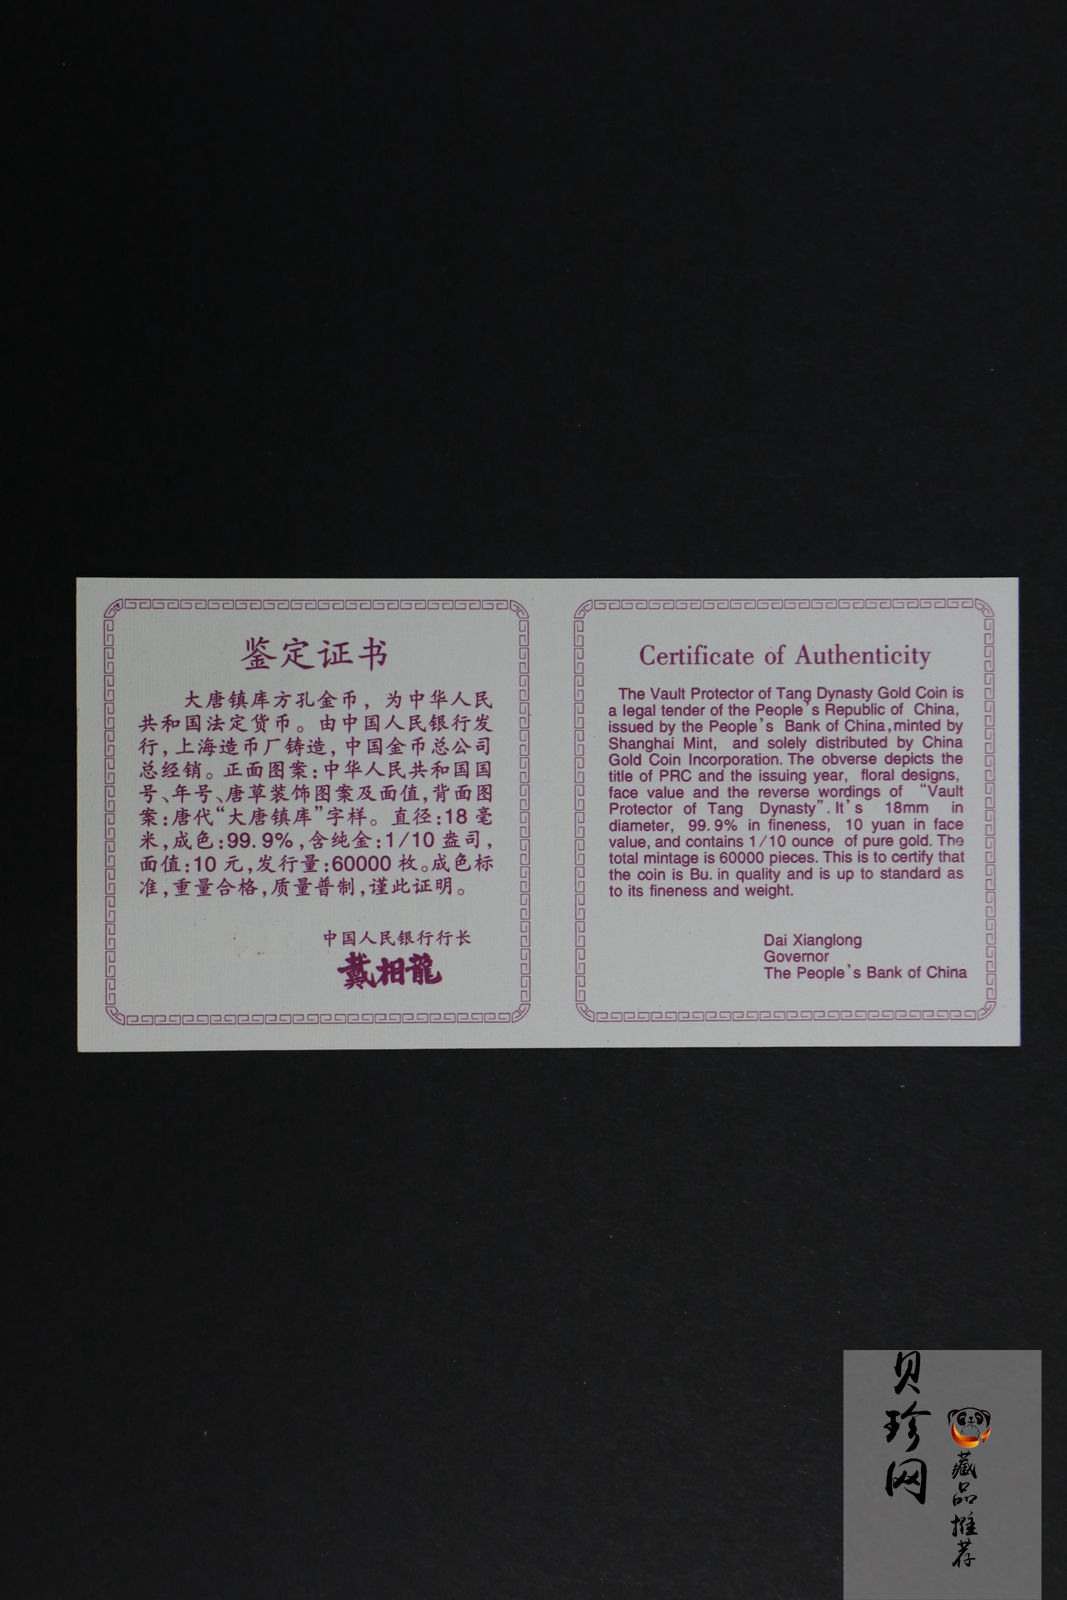 鉴定证书
大唐镇库方孔金币，为中华人民
共和国法定货币。由中国人民银行发
行，上海造币厂铸造，中国金币总公司
总经销。正面图案：中华人民共和国国
号、年号、唐草装饰图案及面值，背面图
案：唐代“大唐镇库”字样。直径：18毫
米，成色：99.9%，含纯金：1/10盎司，
面值：10元，发行量：60000枚。成色标
准，重量合格，质量普制，谨此证明。
中国人民银行行长
戴相龍
Certificate of Authenticity
The Vault Protector of Tang Dynasty Gold Coin is
a legal tender of the People's Republic of China,
issued by the People's Bank of China, minted by
Shanghai Mint, and solely distributed by China
Gold Coin Incorporation. The obverse depicts the
title of PRC and the issuing year, floral designs,
face value and the reverse wordings of "Vault
Protector of Tang Dynasty". It's 18mm in
diameter, 99.9% in fineness, 10 yuan in face
value, and contains 1/10 ounce of pure gold. The
total mintage is 60000 pieces. This is to certify that
the coin is Bu. in quality and is up to standard as
to its fineness and weight.
Dai Xianglong
Governor
The People's Bank of China
贝珍网
藏品推荐